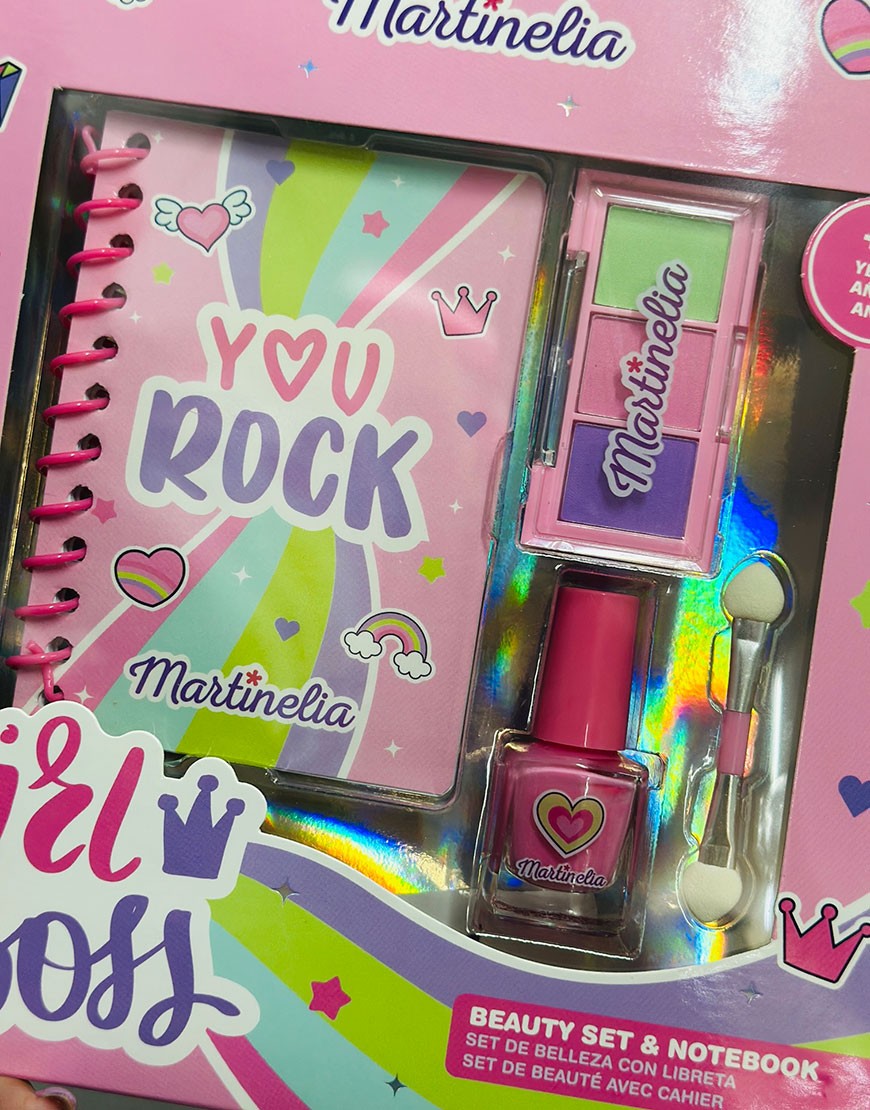 Martinelia
YOU
ROCK
Martinelia
Martinelia
Martinelia
BEAUTY SET & NOTEBOOK
SET DE BELLEZA CON LIBRETA
SET DE BEAUTÉ AVEC CAHIER